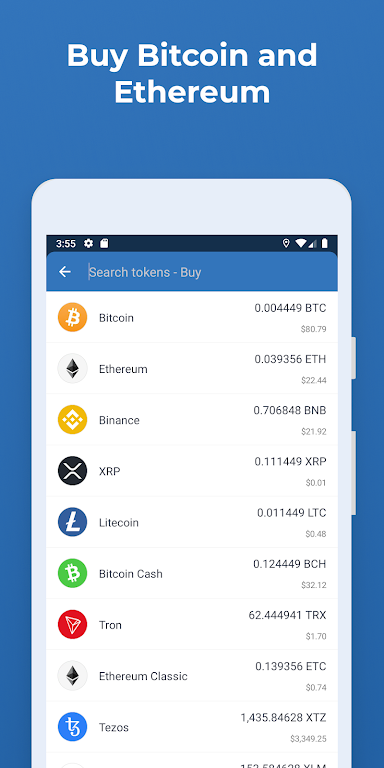 Buy Bitcoin and
Ethereum
3:55
Search tokens - Buy
Bitcoin
0.004449 BTC
$80.79
Ethereum
0.039356 ETH
$22.44
Binance
0.706848 BNB
$21.92
XRP
0.111449 XRP
$0.01
Litecoin
0.011449 LTC
$0.48
Bitcoin Cash
0.124449 BCH
$32.12
Tron
62.444941 TRX
$1.70
Ethereum Classic
0.139356 ETC
$0.74
Tezos
1,435.84628 XTZ
$3,349.25